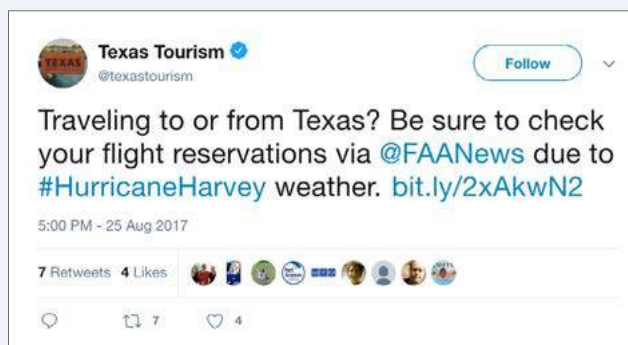 Texas Tourism
@texastourism
Follow
TEXAS
Traveling to or from Texas? Be sure to check
your flight reservations via @FAANews due to
#HurricaneHarvey weather. bit.ly/2xAkwN2
5:00 PM - 25 Aug 2017
7 Retweets 4 Likes
7 4